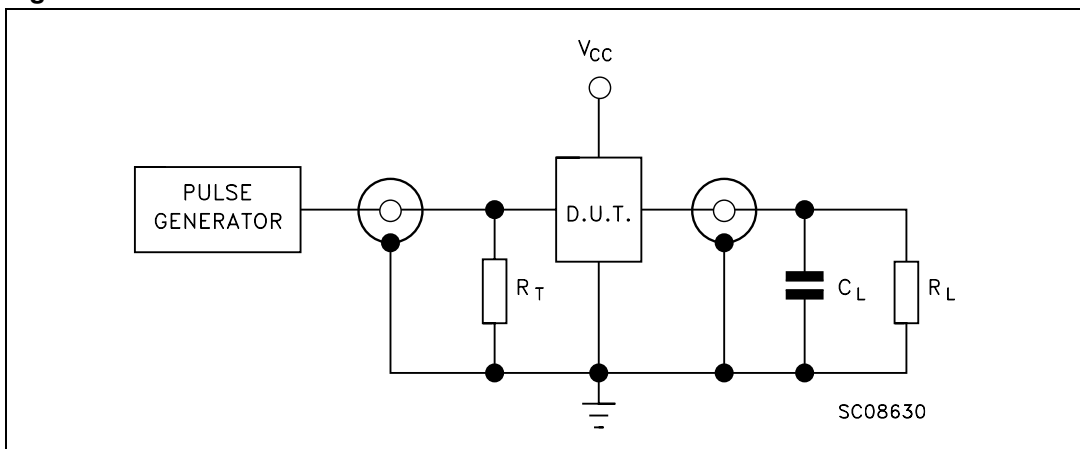 VCC
PULSE
GENERATOR
D.U.T.
RT
CL
RL
SC08630